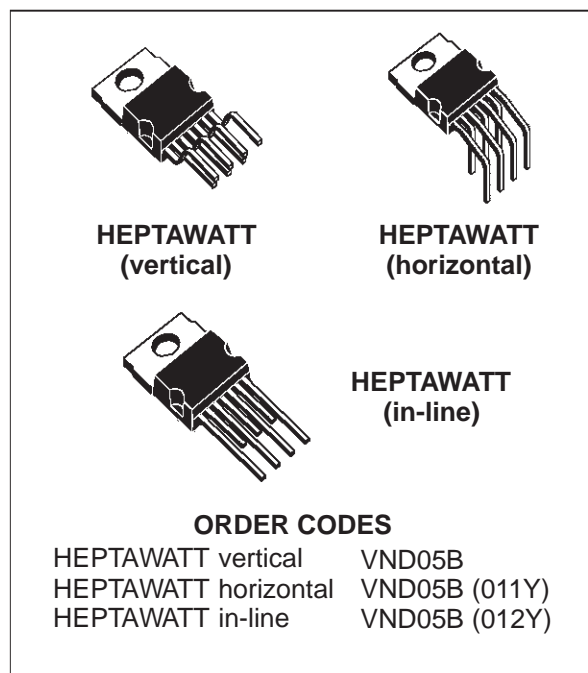 HEPTAWATT
(vertical)
HEPTAWATT
(horizontal)
HEPTAWATT
(in-line)
ORDER CODES
HEPTAWATT vertical VND05B
HEPTAWATT horizontal VND05B (011Y)
HEPTAWATT in-line VND05B (012Y)